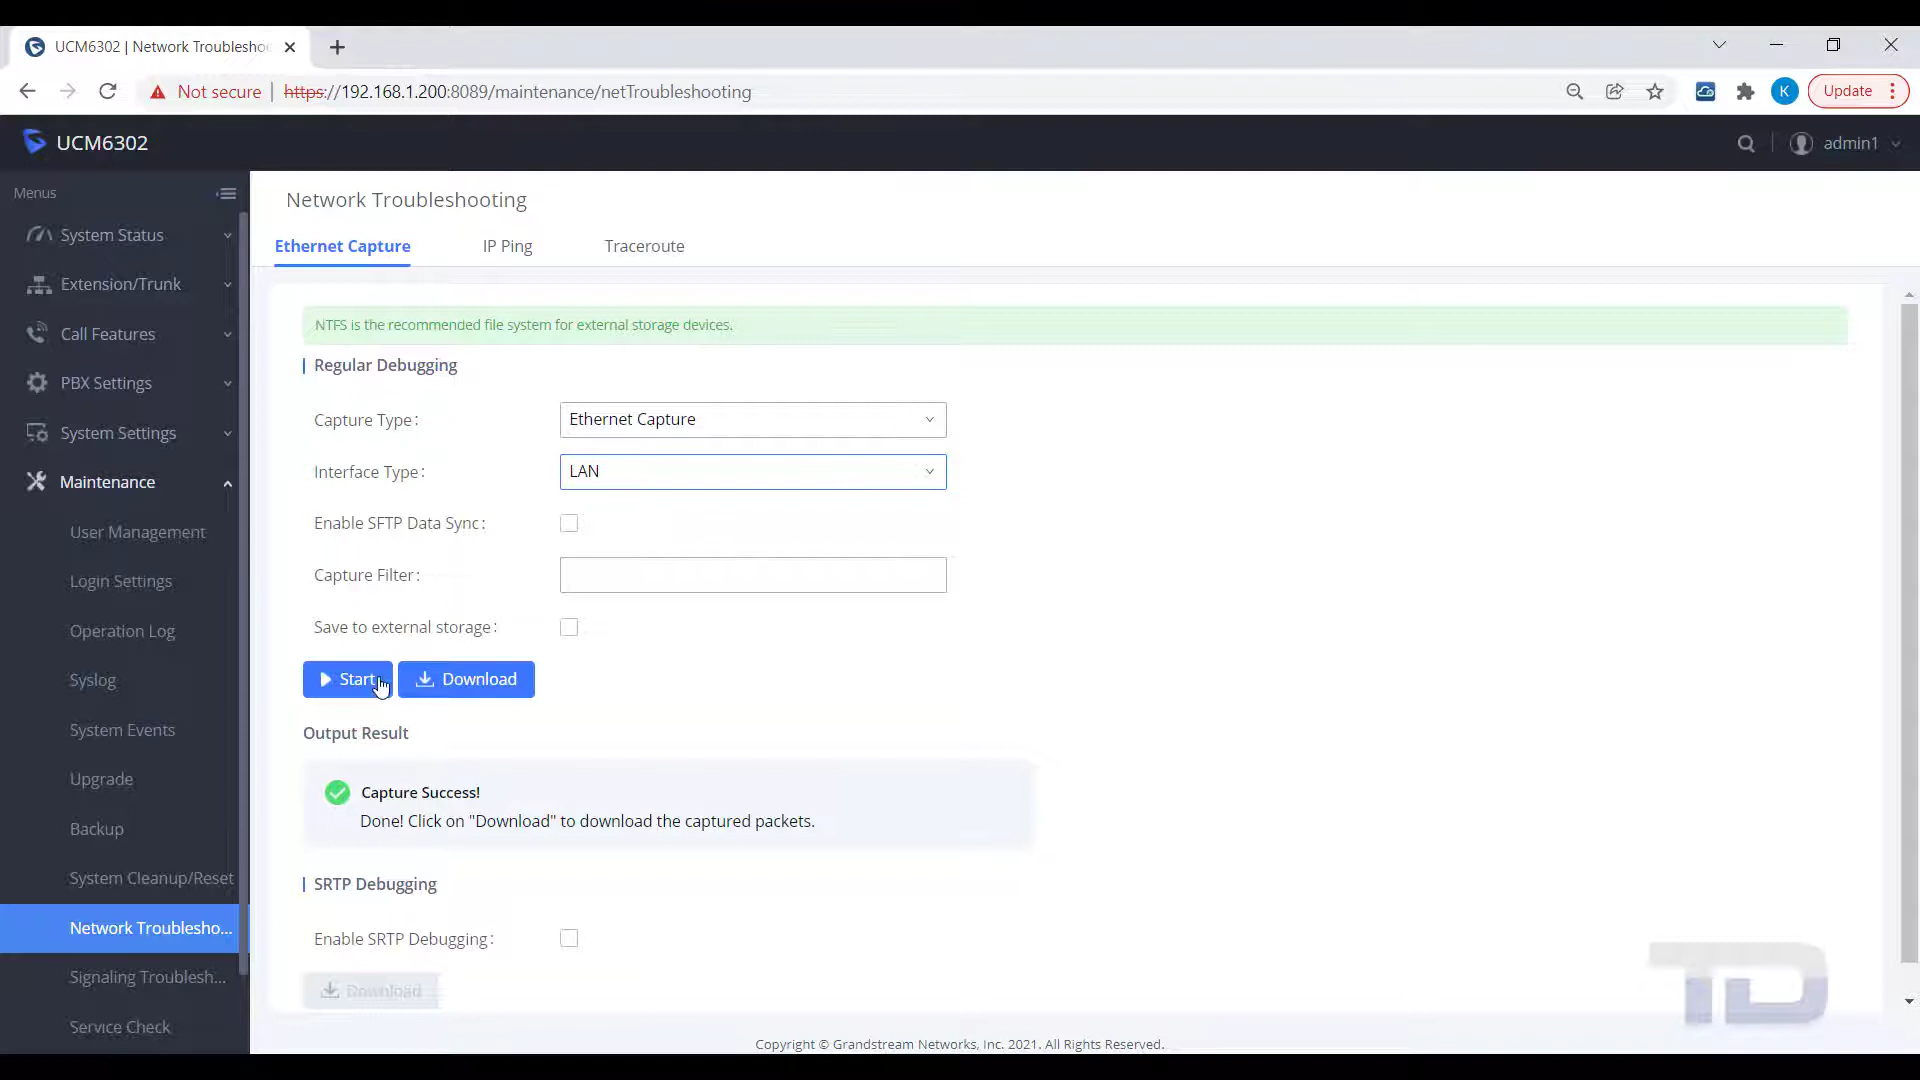 UCM6302 | Network Troublesho
Not secure | https://192.168.1.200:8089/maintenance/netTroubleshooting
K
Update
UCM6302
admin1
Menus
System Status
Extension/Trunk
Call Features
PBX Settings
System Settings
Maintenance
User Management
Login Settings
Operation Log
Syslog
System Events
Upgrade
Backup
System Cleanup/Reset
Network Troublesho...
Signaling Troublesh...
Service Check
Network Troubleshooting
Ethernet Capture IP Ping Traceroute
NTFS is the recommended file system for external storage devices.
Regular Debugging
Capture Type: Ethernet Capture
Interface Type: LAN
Enable SFTP Data Sync:
Capture Filter:
Save to external storage:
Start Download
Output Result
Capture Success!
Done! Click on "Download" to download the captured packets.
SRTP Debugging
Enable SRTP Debugging:
Download
TD
Copyright © Grandstream Networks, Inc. 2021. All Rights Reserved.